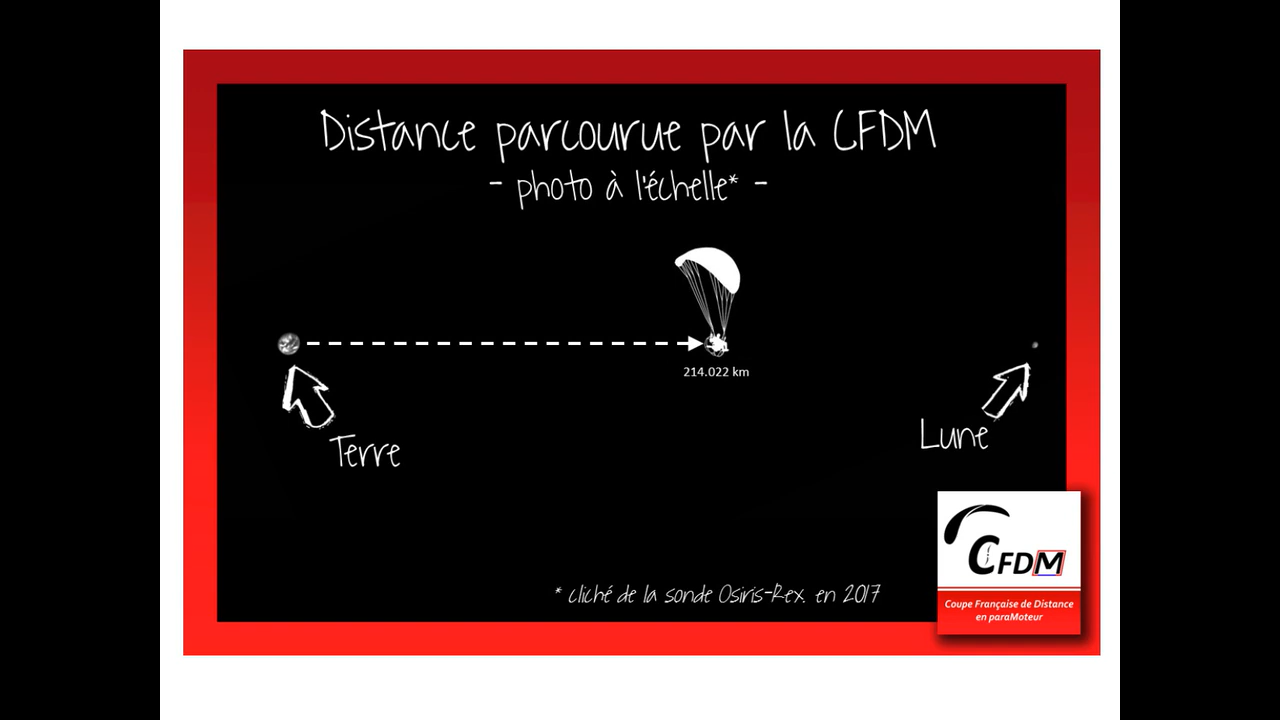 Distance parcourue par la CFDM
- photo à l'échelle* -
214.022 km
Terre
Lune
CFDM
Coupe Française de Distance
en paraMoteur
* cliché de la sonde Osiris-Rex. en 2017